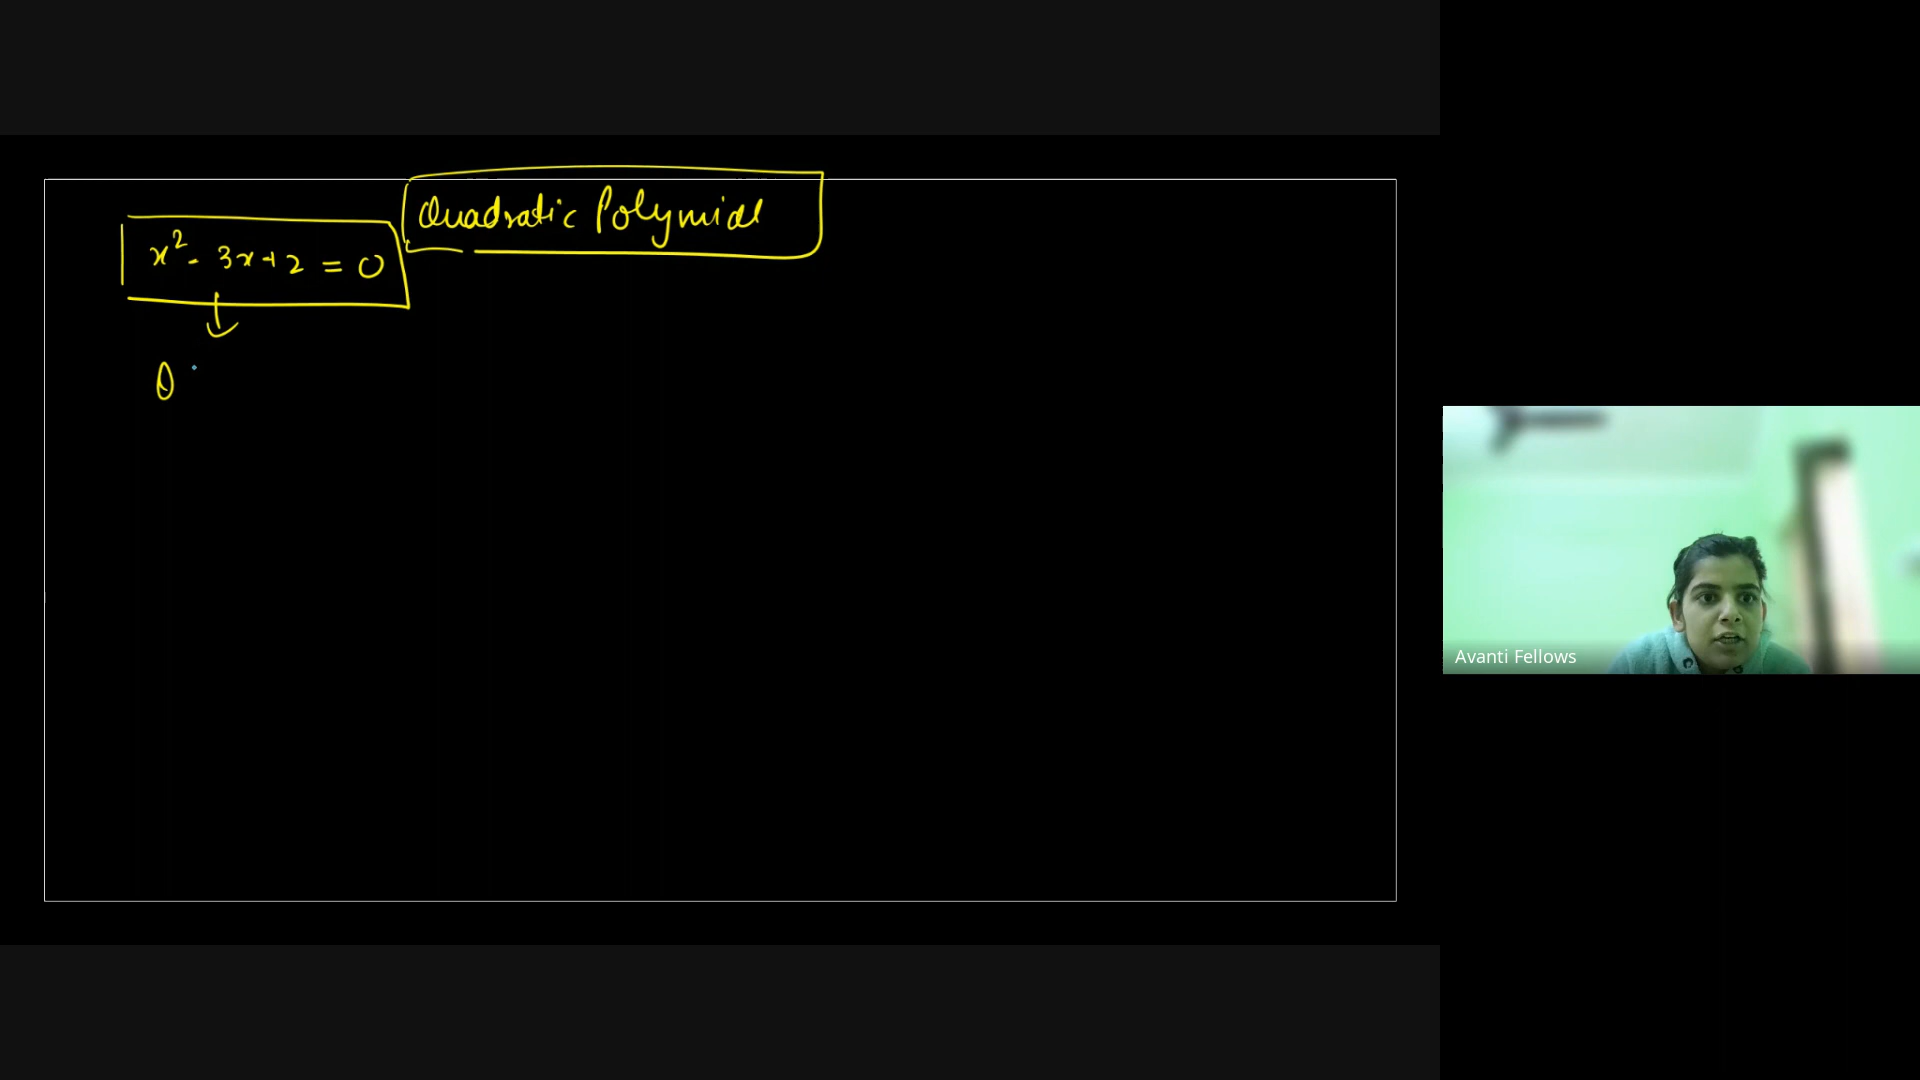 Quadratic Polymial
x² - 3x + 2 = 0
Q
Avanti Fellows